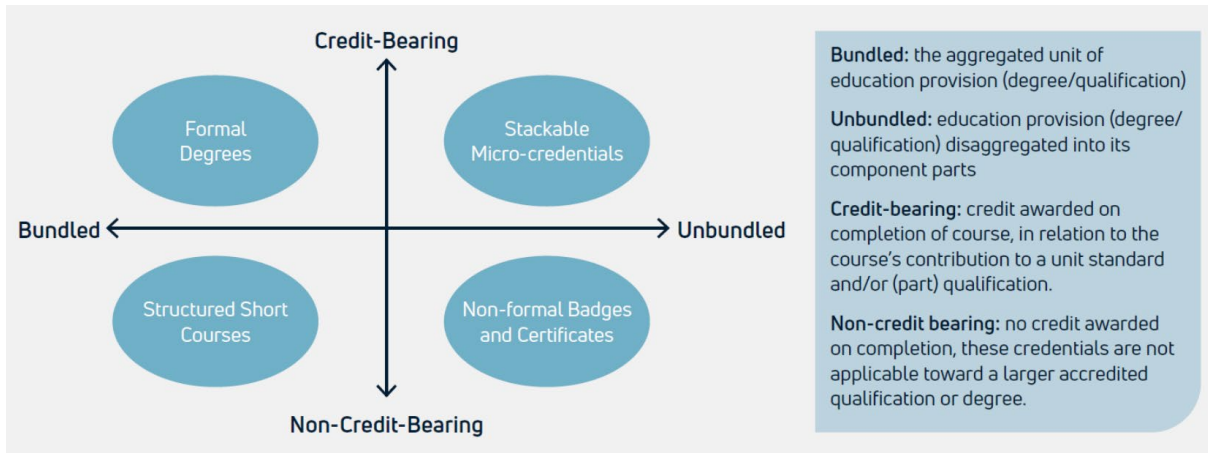 Credit-Bearing
Formal
Degrees
Stackable
Micro-credentials
Bundled
Unbundled
Structured Short
Courses
Non-formal Badges
and Certificates
Non-Credit-Bearing
Bundled: the aggregated unit of
education provision (degree/qualification)
Unbundled: education provision (degree/
qualification) disaggregated into its
component parts
Credit-bearing: credit awarded on
completion of course, in relation to the
course's contribution to a unit standard
and/or (part) qualification.
Non-credit bearing: no credit awarded
on completion, these credentials are not
applicable toward a larger accredited
qualification or degree.